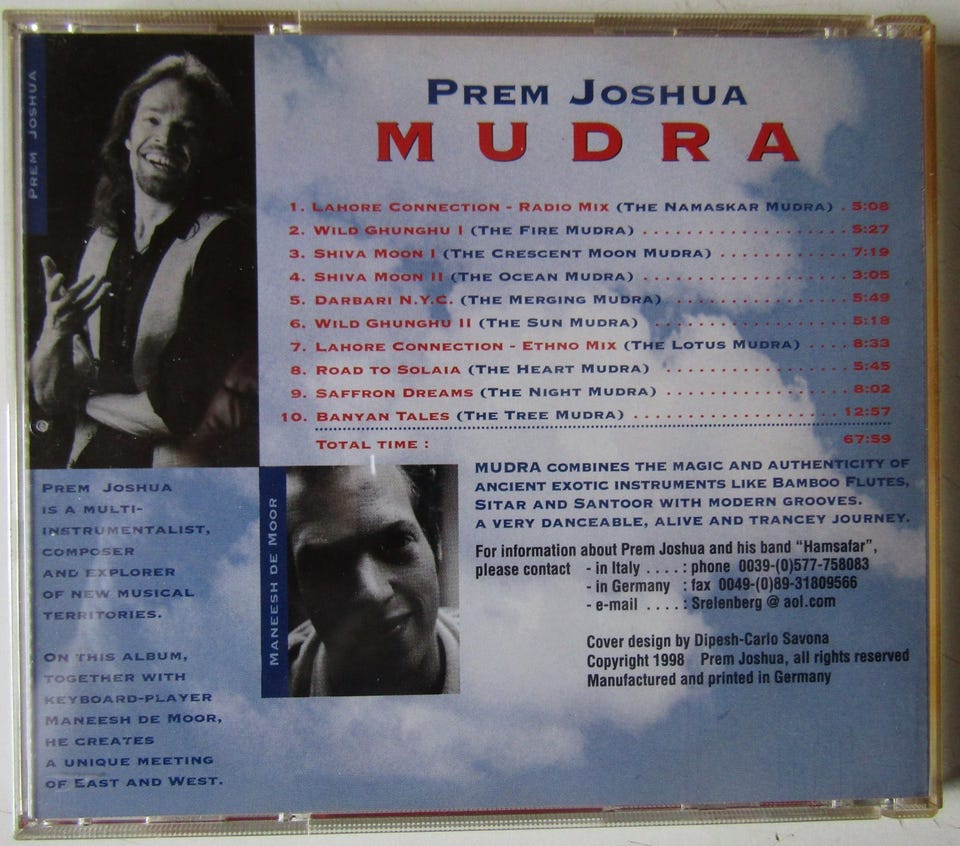 PREM JOSHUA
PREM JOSHUA
MUDRA
1. LAHORE CONNECTION - RADIO MIX (THE NAMASKAR MUDRA) . 5:08
2. WILD GHUNGHU I (THE FIRE MUDRA) . . . . . . . . . . . . . . . . . . . 5:27
3. SHIVA MOON I (THE CRESCENT MOON MUDRA) . . . . . . . . . . . . 7:19
4. SHIVA MOON II (THE OCEAN MUDRA) . . . . . . . . . . . . . . . . . . . 3:05
5. DARBARI N.Y.C. (THE MERGING MUDRA) . . . . . . . . . . . . . . . . . 5:49
6. WILD GHUNGHU II (THE SUN MUDRA) . . . . . . . . . . . . . . . . . . 5:18
7. LAHORE CONNECTION - ETHNO MIX (THE LOTUS MUDRA) . . . . 8:33
8. ROAD TO SOLAIA (THE HEART MUDRA) . . . . . . . . . . . . . . . . . 5:45
9. SAFFRON DREAMS (THE NIGHT MUDRA) . . . . . . . . . . . . . . . . . 8:02
10. BANYAN TALES (THE TREE MUDRA) . . . . . . . . . . . . . . . . . . . 12:57
TOTAL TIME : 67:59
PREM JOSHUA
IS A MULTI-
INSTRUMENTALIST,
COMPOSER
AND EXPLORER
OF NEW MUSICAL
TERRITORIES.
ON THIS ALBUM,
TOGETHER WITH
KEYBOARD-PLAYER
MANEESH DE MOOR,
HE CREATES
A UNIQUE MEETING
OF EAST AND WEST.
MANEESH DE MOOR
MUDRA COMBINES THE MAGIC AND AUTHENTICITY OF
ANCIENT EXOTIC INSTRUMENTS LIKE BAMBOO FLUTES,
SITAR AND SANTOOR WITH MODERN GROOVES.
A VERY DANCEABLE, ALIVE AND TRANCEY JOURNEY.
For information about Prem Joshua and his band “Hamsafar”,
please contact - in Italy . . . . : phone 0039-(0)577-758083
- in Germany : fax 0049-(0)89-31809566
- e-mail . . . . : Srelenberg @ aol.com
Cover design by Dipesh-Carlo Savona
Copyright 1998 Prem Joshua, all rights reserved
Manufactured and printed in Germany